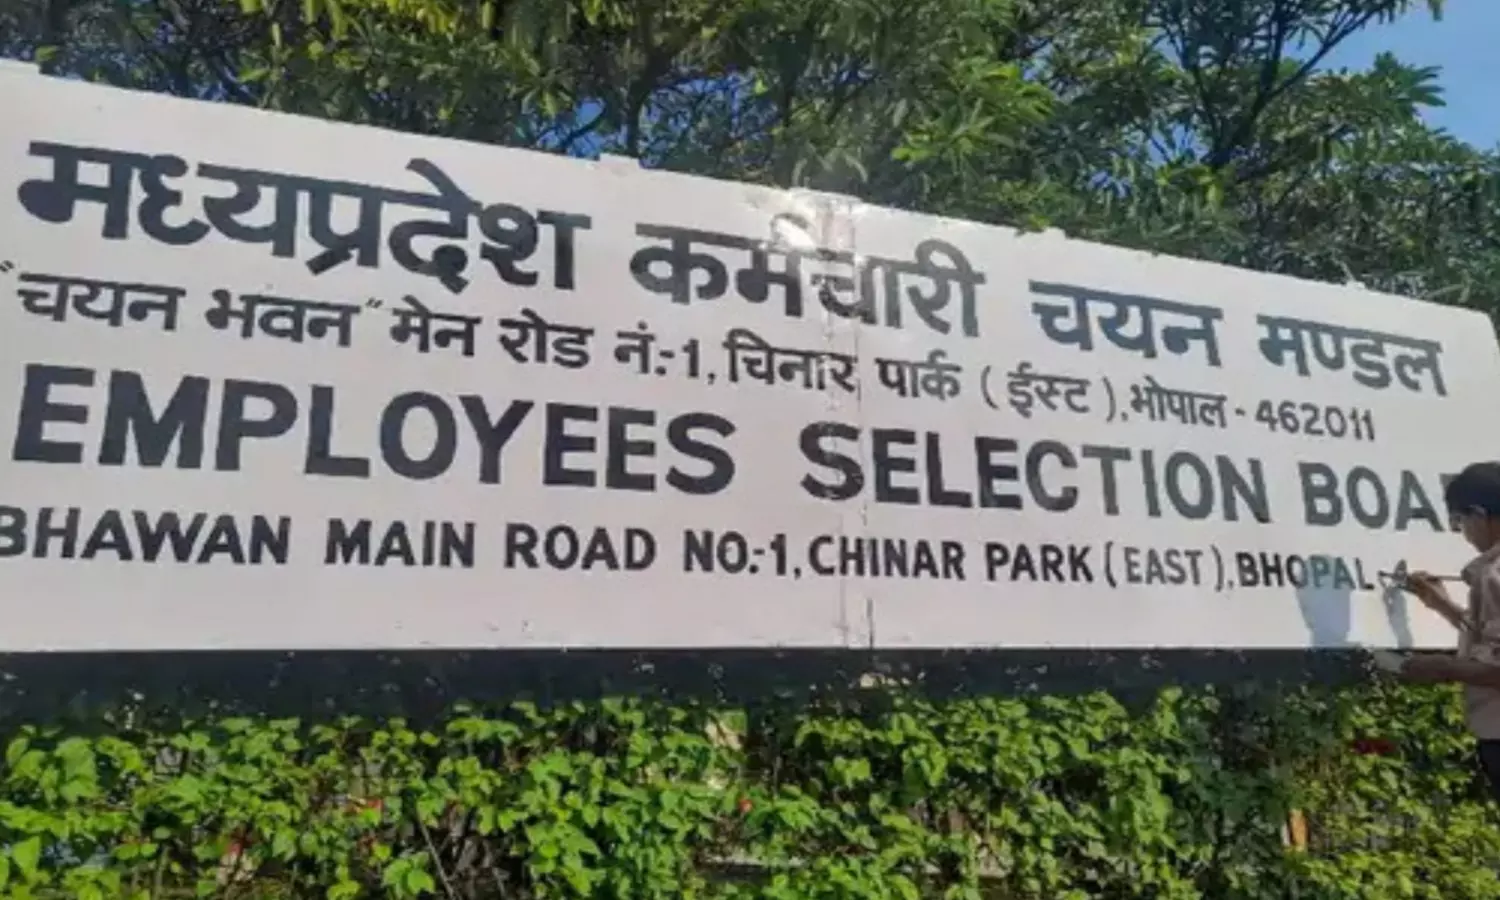 मध्यप्रदेश कर्मचारी चयन मण्डल
"चयन भवन" मेन रोड नं:-1, चिनार पार्क ( ईस्ट ), भोपाल - 462011
EMPLOYEES SELECTION
BHAWAN MAIN ROAD NO:-1, CHINAR PARK (EAST), BHOPAL